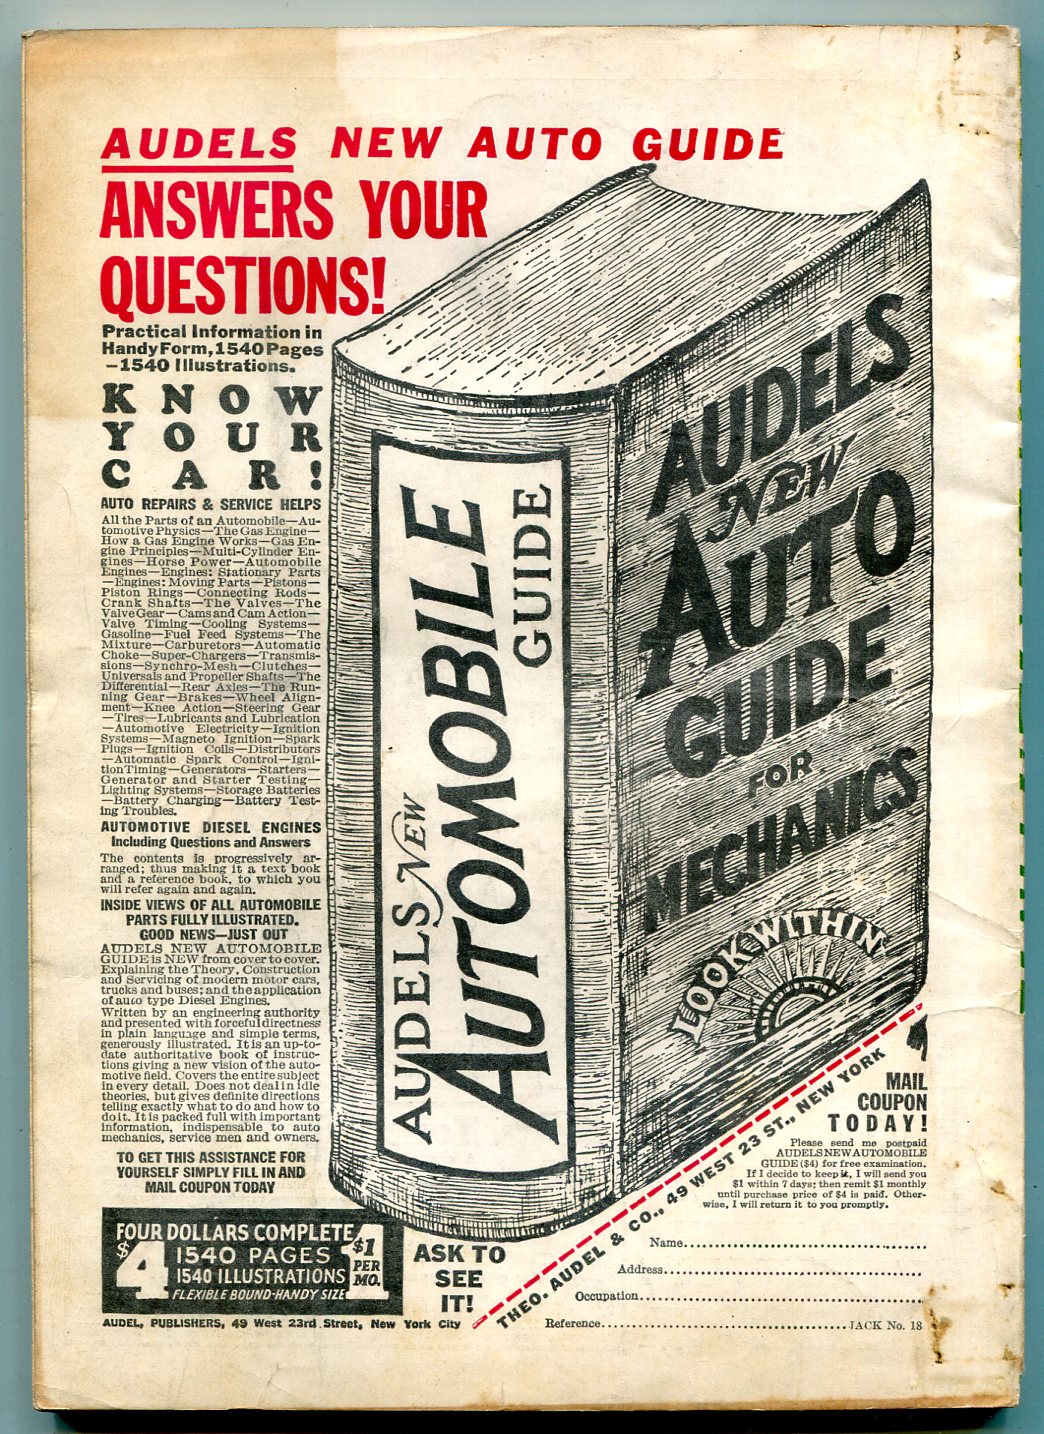 AUDELS NEW AUTO GUIDE
ANSWERS YOUR
QUESTIONS!
Practical Information in
Handy Form, 1540 Pages
—1540 Illustrations.
KNOW
YOUR
CAR!
AUTO REPAIRS & SERVICE HELPS
All the Parts of an Automobile—Au-
tomotive Physics—The Gas Engine—
How a Gas Engine Works—Gas En-
gine Principles—Multi-Cylinder En-
gines—Horse Power—Automobile
Engines—Engines: Stationary Parts
—Engines: Moving Parts—Pistons—
Piston Rings—Connecting Rods—
Crank Shafts—The Valves—The
Valve Gear—Cams and Cam Action—
Valve Timing—Cooling Systems—
Gasoline—Fuel Feed Systems—The
Mixture—Carburetors—Automatic
Choke—Super-Chargers—Transmis-
sions—Synchro-Mesh—Clutches—
Universals and Propeller Shafts—The
Differential—Rear Axles—The Run-
ning Gear—Brakes—Wheel Align-
ment—Knee Action—Steering Gear
—Tires—Lubricants and Lubrication
—Automotive Electricity—Ignition
Systems—Magneto Ignition—Spark
Plugs—Ignition Coils—Distributors
—Automatic Spark Control—Igni-
tion Timing—Generators—Starters—
Generator and Starter Testing—
Lighting Systems—Storage Batteries
—Battery Charging—Battery Test-
ing Troubles.
AUTOMOTIVE DIESEL ENGINES
Including Questions and Answers
The contents is progressively ar-
ranged; thus making it a text book
and a reference book, to which you
will refer again and again.
INSIDE VIEWS OF ALL AUTOMOBILE
PARTS FULLY ILLUSTRATED.
GOOD NEWS—JUST OUT
AUDELS NEW AUTOMOBILE
GUIDE is NEW from cover to cover.
Explaining the Theory, Construction
and Servicing of modern motor cars,
trucks and buses; and the application
of auto type Diesel Engines.
Written by an engineering authority
and presented with forceful directness
in plain language and simple terms,
generously illustrated. It is an up-to-
date authoritative book of instruc-
tions giving a new vision of the auto-
motive field. Covers the entire subject
in every detail. Does not deal in idle
theories, but gives definite directions
telling exactly what to do and how to
do it. It is packed full with important
information, indispensable to auto
mechanics, service men and owners.
TO GET THIS ASSISTANCE FOR
YOURSELF SIMPLY FILL IN AND
MAIL COUPON TODAY
FOUR DOLLARS COMPLETE
$4 1540 PAGES
1540 ILLUSTRATIONS
FLEXIBLE BOUND-HANDY SIZE
$1
PER
MO.
1
AUDEL, PUBLISHERS, 49 West 23rd Street, New York City
ASK TO
SEE
IT!
AUDELS NEW
AUTOMOBILE
GUIDE
AUDELS
NEW
AUTO
GUIDE
FOR
MECHANICS
LOOK WITHIN
THEO. AUDEL & CO., 49 WEST 23 ST., NEW YORK
MAIL
COUPON
TODAY!
Please send me postpaid
AUDELS NEW AUTOMOBILE
GUIDE ($4) for free examination.
If I decide to keep it, I will send you
$1 within 7 days; then remit $1 monthly
until purchase price of $4 is paid. Other-
wise, I will return it to you promptly.
Name
Address
Occupation
Reference JACK No. 18